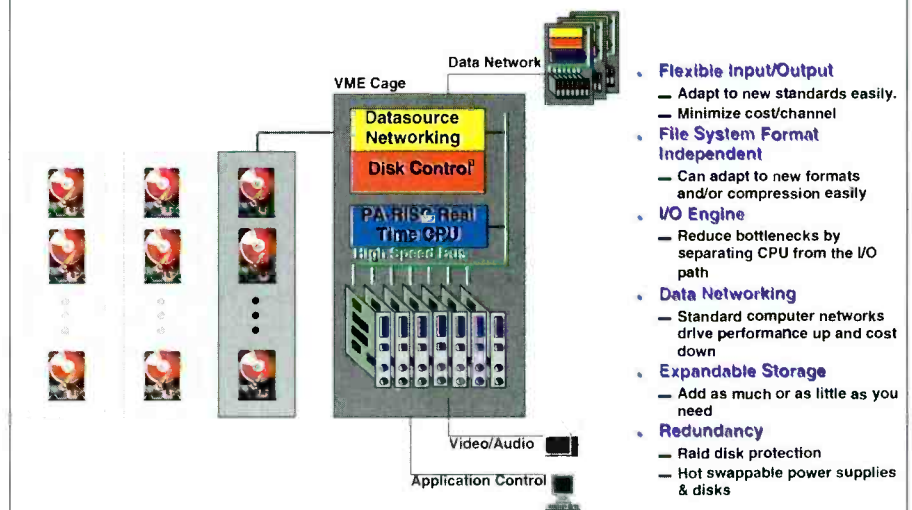 Data Network
VME Cage
Datasource
Networking
Disk Control
PA-RISC Real
Time CPU
High Speed Bus
Video/Audio
Application Control
• Flexible Input/Output
– Adapt to new standards easily.
– Minimize cost/channel
• File System Format
Independent
– Can adapt to new formats
and/or compression easily
• I/O Engine
– Reduce bottlenecks by
separating CPU from the I/O
path
• Data Networking
– Standard computer networks
drive performance up and cost
down
• Expandable Storage
– Add as much or as little as you
need
• Redundancy
– Raid disk protection
– Hot swappable power supplies
& disks